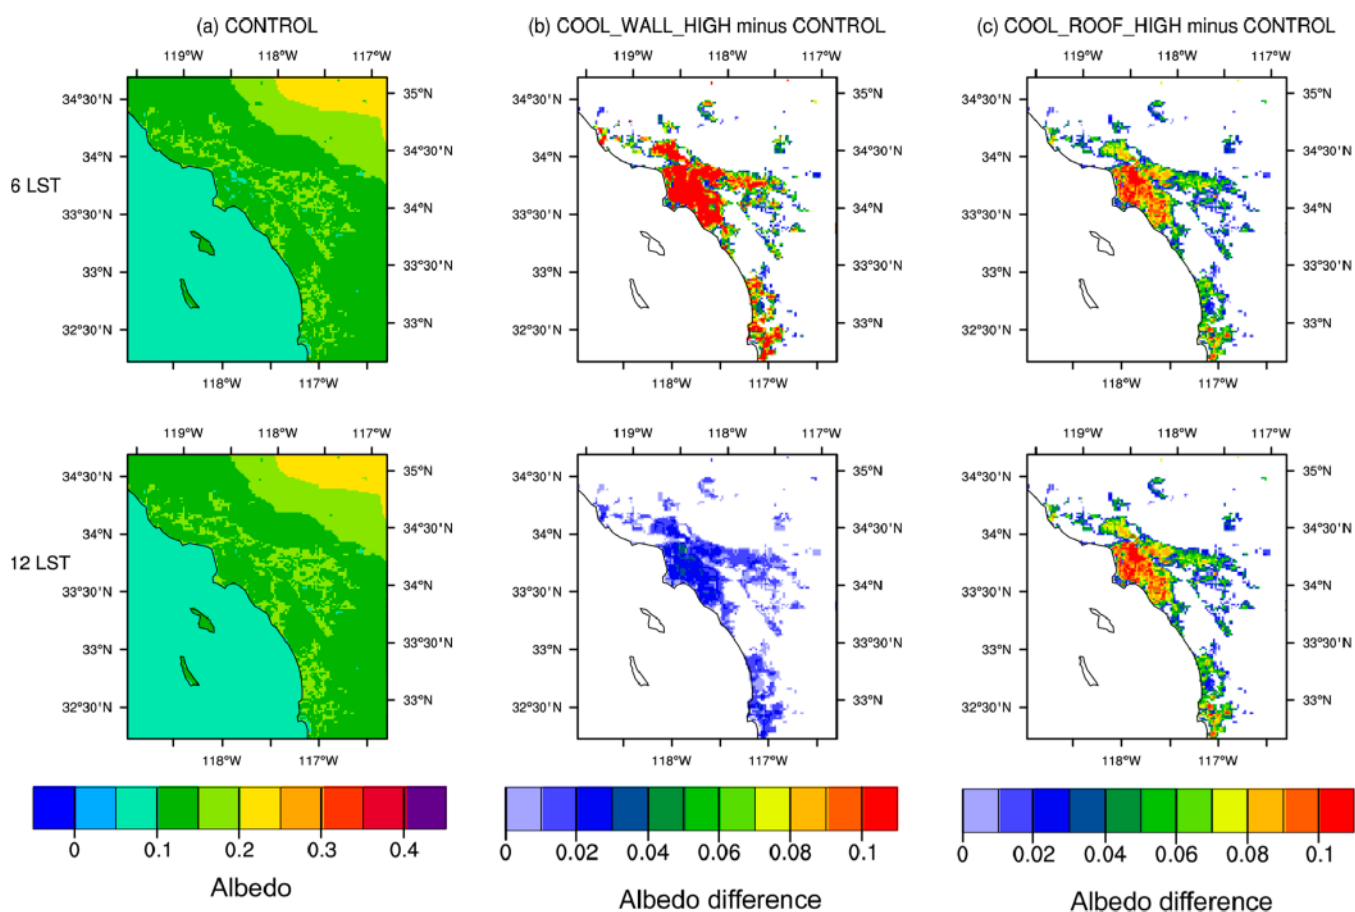 (a) CONTROL
(b) COOL_WALL_HIGH minus CONTROL
(c) COOL_ROOF_HIGH minus CONTROL
119°W 118°W 117°W
119°W 118°W 117°W
119°W 118°W 117°W
34°30'N 35°N
34°30'N 35°N
34°30'N 35°N
34°N 34°30'N
34°N 34°30'N
34°N 34°30'N
6 LST
33°30'N 34°N
33°30'N 34°N
33°30'N 34°N
33°N 33°30'N
33°N 33°30'N
33°N 33°30'N
32°30'N 33°N
32°30'N 33°N
32°30'N 33°N
118°W 117°W
118°W 117°W
118°W 117°W
119°W 118°W 117°W
119°W 118°W 117°W
119°W 118°W 117°W
34°30'N 35°N
34°30'N 35°N
34°30'N 35°N
34°N 34°30'N
34°N 34°30'N
34°N 34°30'N
12 LST
33°30'N 34°N
33°30'N 34°N
33°30'N 34°N
33°N 33°30'N
33°N 33°30'N
33°N 33°30'N
32°30'N 33°N
32°30'N 33°N
32°30'N 33°N
118°W 117°W
118°W 117°W
118°W 117°W
0 0.1 0.2 0.3 0.4
Albedo
0 0.02 0.04 0.06 0.08 0.1
Albedo difference
0 0.02 0.04 0.06 0.08 0.1
Albedo difference